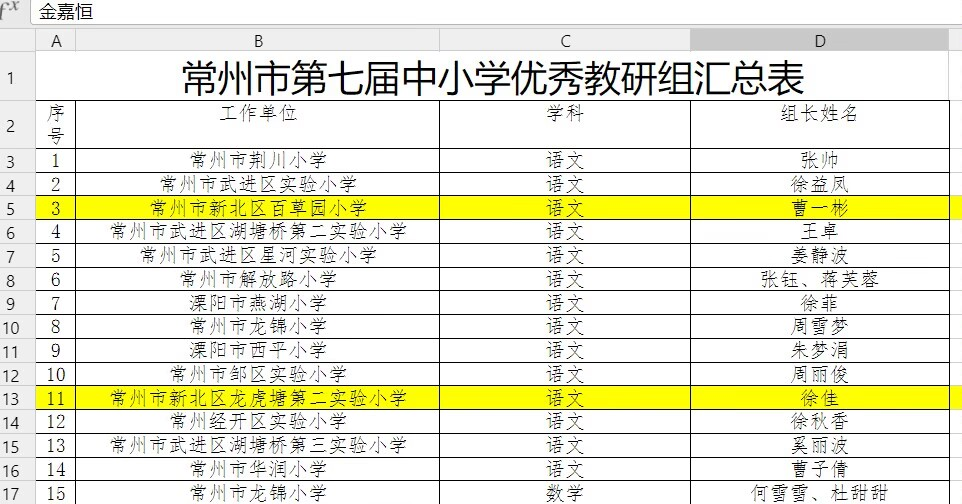 fx 金嘉恒
A B C D
1 常州市第七届中小学优秀教研组汇总表
2 序号 工作单位 学科 组长姓名
3 1 常州市荆川小学 语文 张帅
4 2 常州市武进区实验小学 语文 徐益凤
5 3 常州市新北区百草园小学 语文 曹一彬
6 4 常州市武进区湖塘桥第二实验小学 语文 王卓
7 5 常州市武进区星河实验小学 语文 姜静波
8 6 常州市解放路小学 语文 张钰、蒋芙蓉
9 7 溧阳市燕湖小学 语文 徐菲
10 8 常州市龙锦小学 语文 周雪梦
11 9 溧阳市西平小学 语文 朱梦涓
12 10 常州市邹区实验小学 语文 周丽俊
13 11 常州市新北区龙虎塘第二实验小学 语文 徐佳
14 12 常州经开区实验小学 语文 徐秋香
15 13 常州市武进区湖塘桥第三实验小学 语文 奚丽波
16 14 常州市华润小学 语文 曹子倩
17 15 常州市龙锦小学 数学 何雪雪、杜甜甜